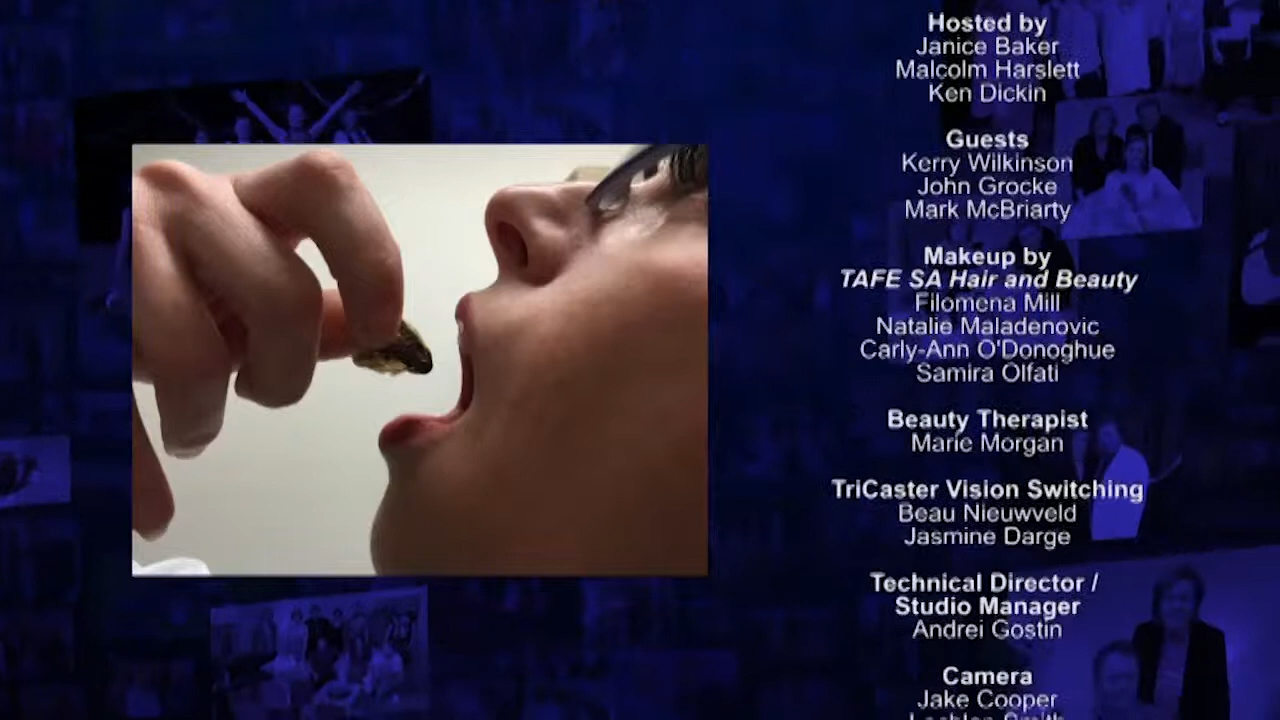 Hosted by
Janice Baker
Malcolm Harslett
Ken Dickin
Guests
Kerry Wilkinson
John Grocke
Mark McBriarty
Makeup by
TAFE SA Hair and Beauty
Filomena Mill
Natalie Maladenovic
Carly-Ann O'Donoghue
Samira Olfati
Beauty Therapist
Marie Morgan
TriCaster Vision Switching
Beau Nieuwveld
Jasmine Darge
Technical Director /
Studio Manager
Andrei Gostin
Camera
Jake Cooper